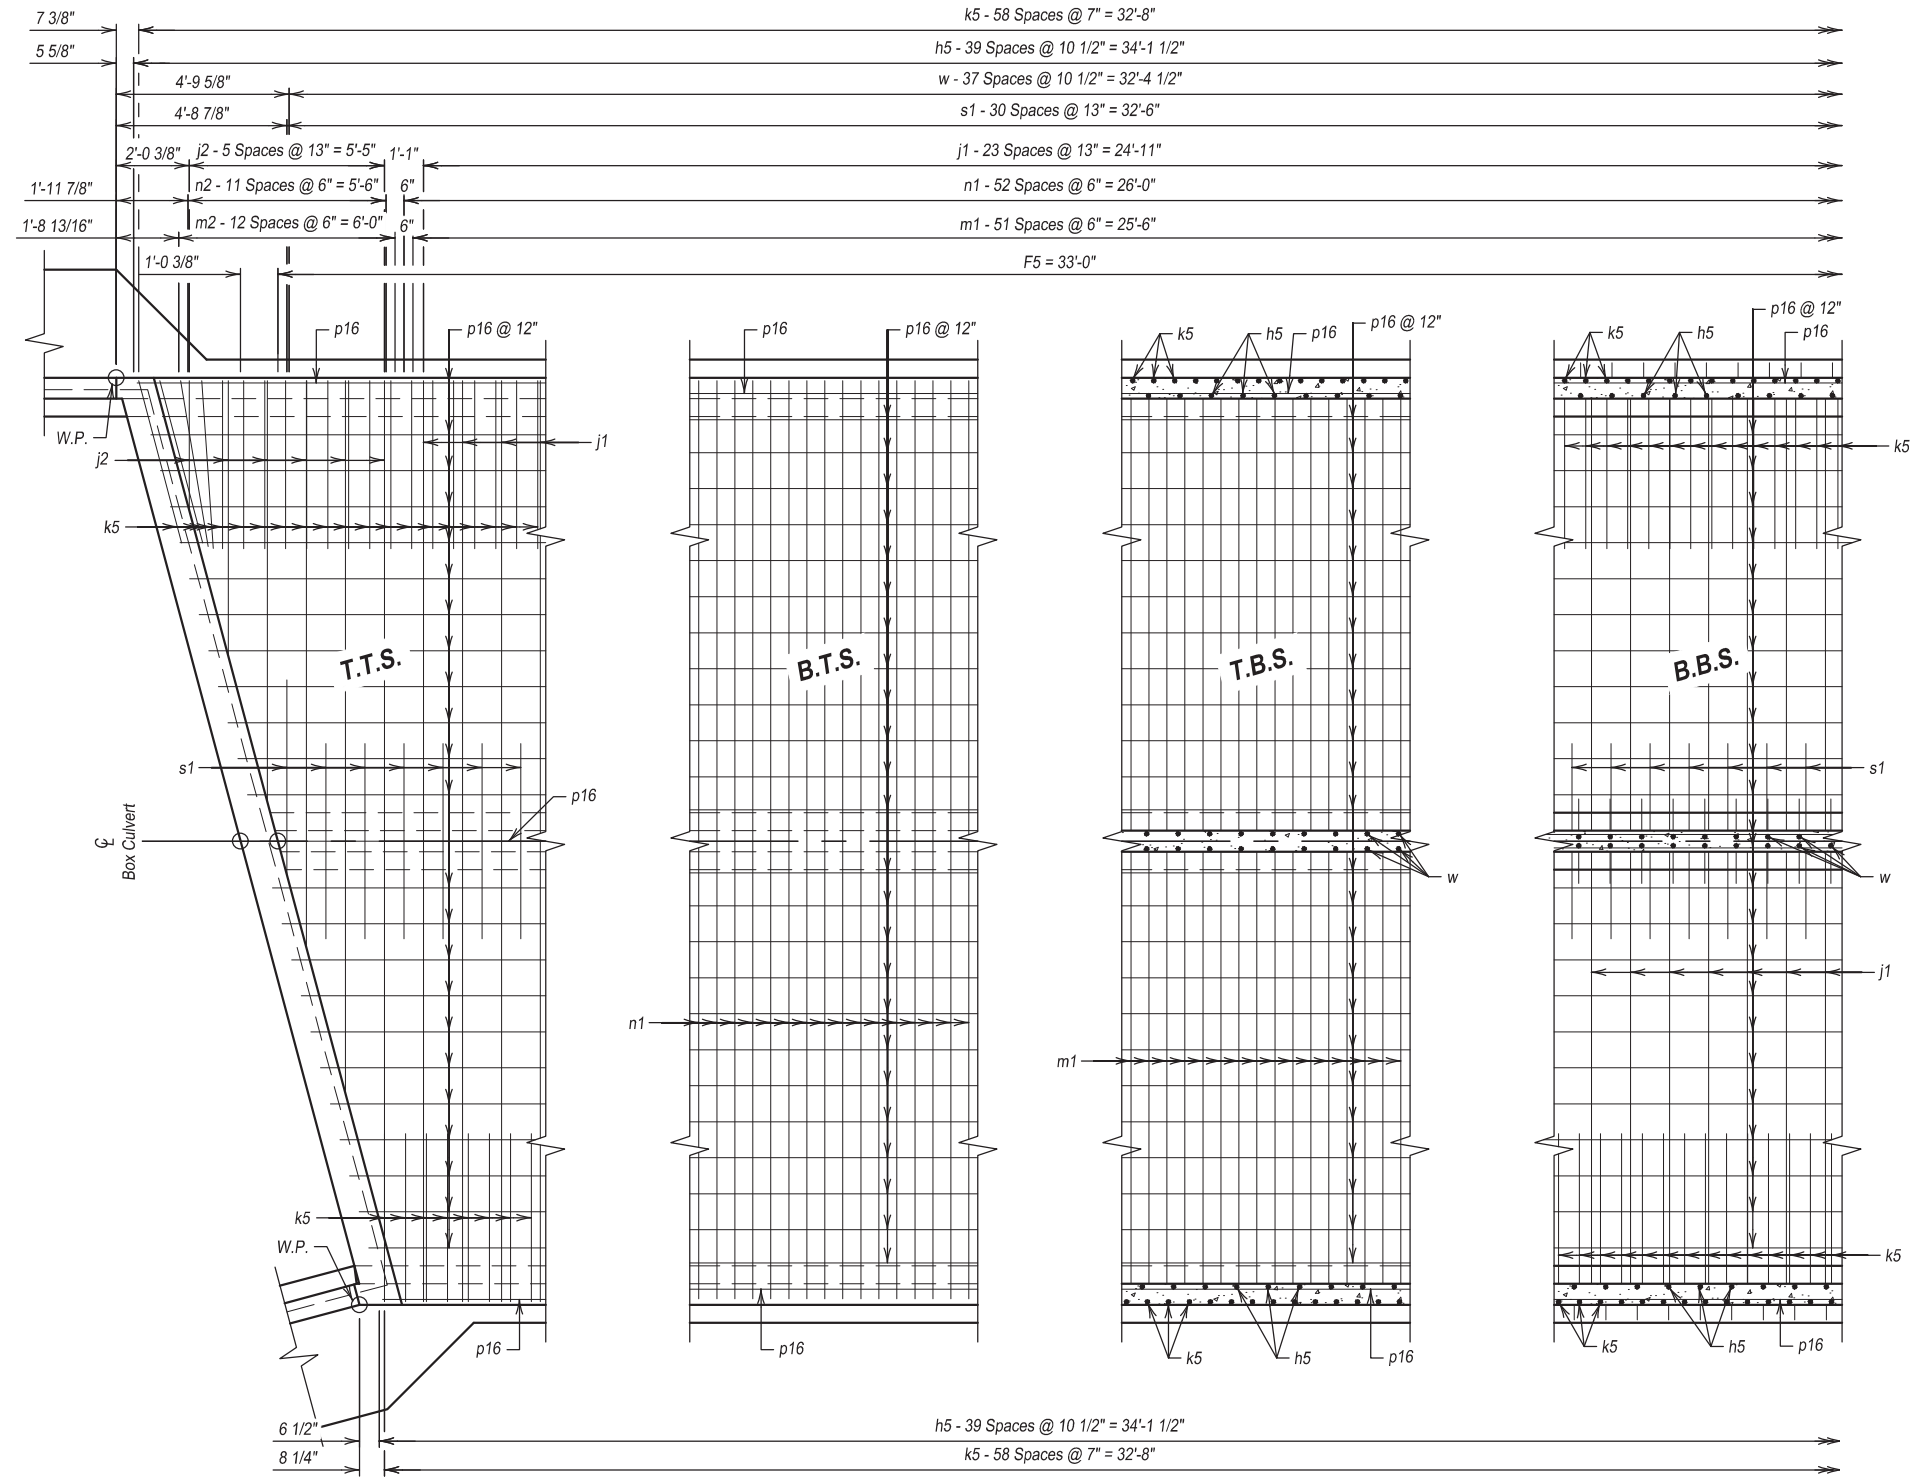 7 3/8"
k5 - 58 Spaces @ 7" = 32'-8"
5 5/8"
h5 - 39 Spaces @ 10 1/2" = 34'-1 1/2"
4'-9 5/8"
w - 37 Spaces @ 10 1/2" = 32'-4 1/2"
4'-8 7/8"
s1 - 30 Spaces @ 13" = 32'-6"
2'-0 3/8"
j2 - 5 Spaces @ 13" = 5'-5"
1'-1"
j1 - 23 Spaces @ 13" = 24'-11"
1'-11 7/8"
n2 - 11 Spaces @ 6" = 5'-6"
6"
n1 - 52 Spaces @ 6" = 26'-0"
1'-8 13/16"
m2 - 12 Spaces @ 6" = 6'-0"
6"
m1 - 51 Spaces @ 6" = 25'-6"
1'-0 3/8"
F5 = 33'-0"
p16
p16 @ 12"
p16
p16 @ 12"
k5
h5
p16
p16 @ 12"
k5
h5
p16 @ 12"
p16
W.P.
j2
j1
k5
k5
T.T.S.
B.T.S.
T.B.S.
B.B.S.
s1
s1
p16
℄
Box Culvert
w
w
j1
n1
m1
k5
W.P.
k5
p16
p16
k5
h5
p16
k5
h5
p16
6 1/2"
h5 - 39 Spaces @ 10 1/2" = 34'-1 1/2"
8 1/4"
k5 - 58 Spaces @ 7" = 32'-8"